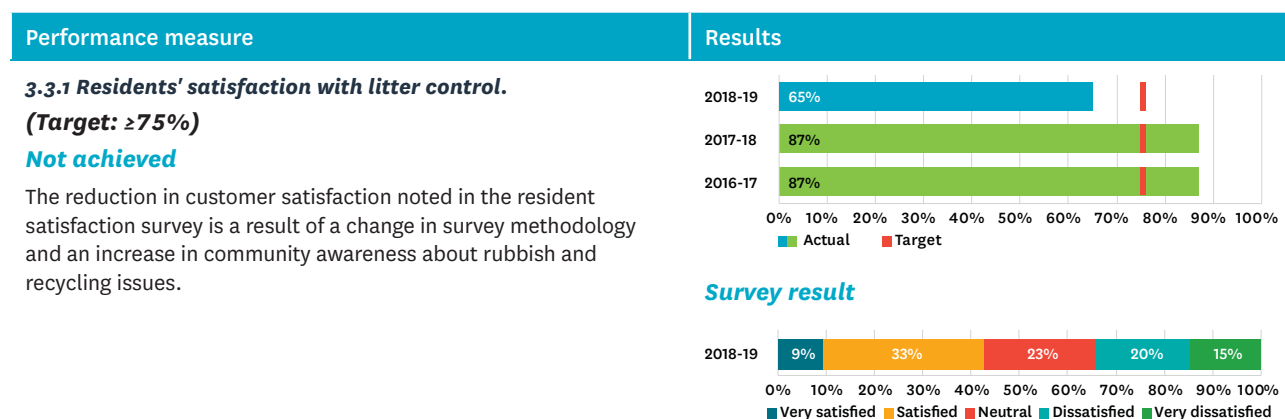 Performance measure
Results
3.3.1 Residents' satisfaction with litter control.
(Target: ≥75%)
Not achieved
The reduction in customer satisfaction noted in the resident
satisfaction survey is a result of a change in survey methodology
and an increase in community awareness about rubbish and
recycling issues.
2018-19 65%
2017-18 87%
2016-17 87%
0% 10% 20% 30% 40% 50% 60% 70% 80% 90% 100%
Actual Target
Survey result
2018-19 9% 33% 23% 20% 15%
0% 10% 20% 30% 40% 50% 60% 70% 80% 90% 100%
Very satisfied Satisfied Neutral Dissatisfied Very dissatisfied